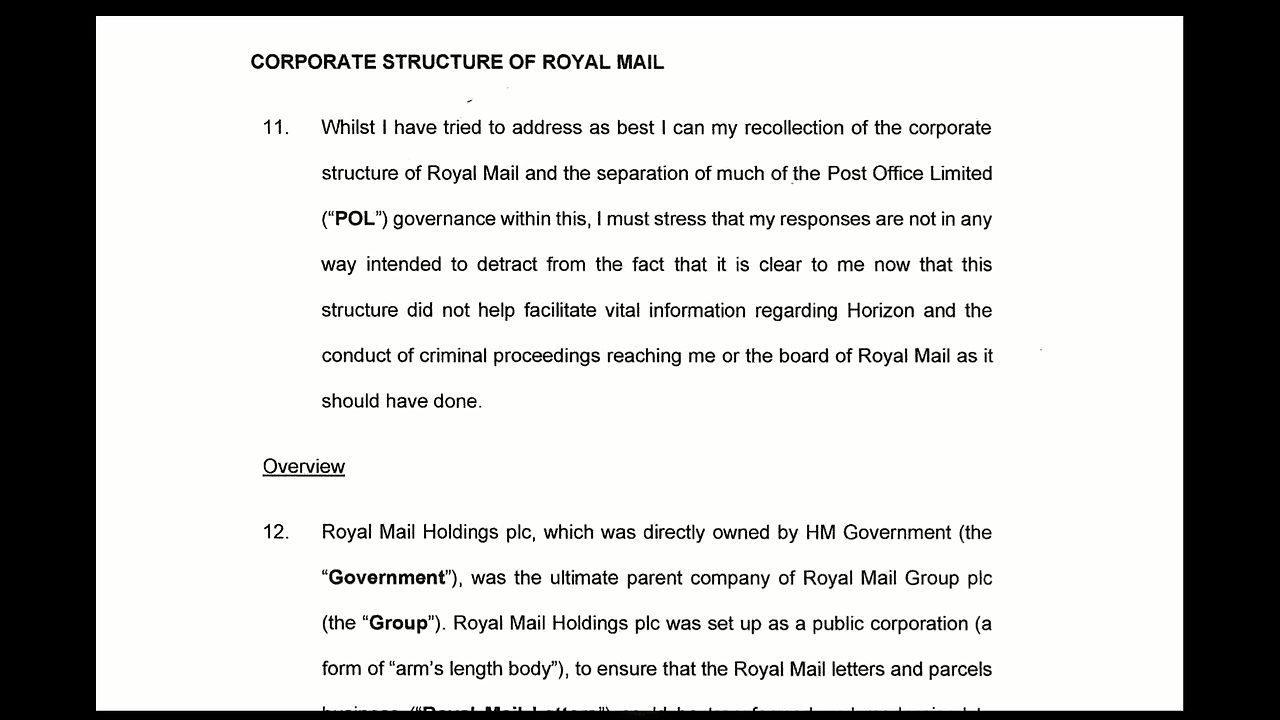 CORPORATE STRUCTURE OF ROYAL MAIL
11. Whilst I have tried to address as best I can my recollection of the corporate
structure of Royal Mail and the separation of much of the Post Office Limited
(“POL”) governance within this, I must stress that my responses are not in any
way intended to detract from the fact that it is clear to me now that this
structure did not help facilitate vital information regarding Horizon and the
conduct of criminal proceedings reaching me or the board of Royal Mail as it
should have done.
Overview
12. Royal Mail Holdings plc, which was directly owned by HM Government (the
“Government”), was the ultimate parent company of Royal Mail Group plc
(the “Group”). Royal Mail Holdings plc was set up as a public corporation (a
form of “arm’s length body”), to ensure that the Royal Mail letters and parcels